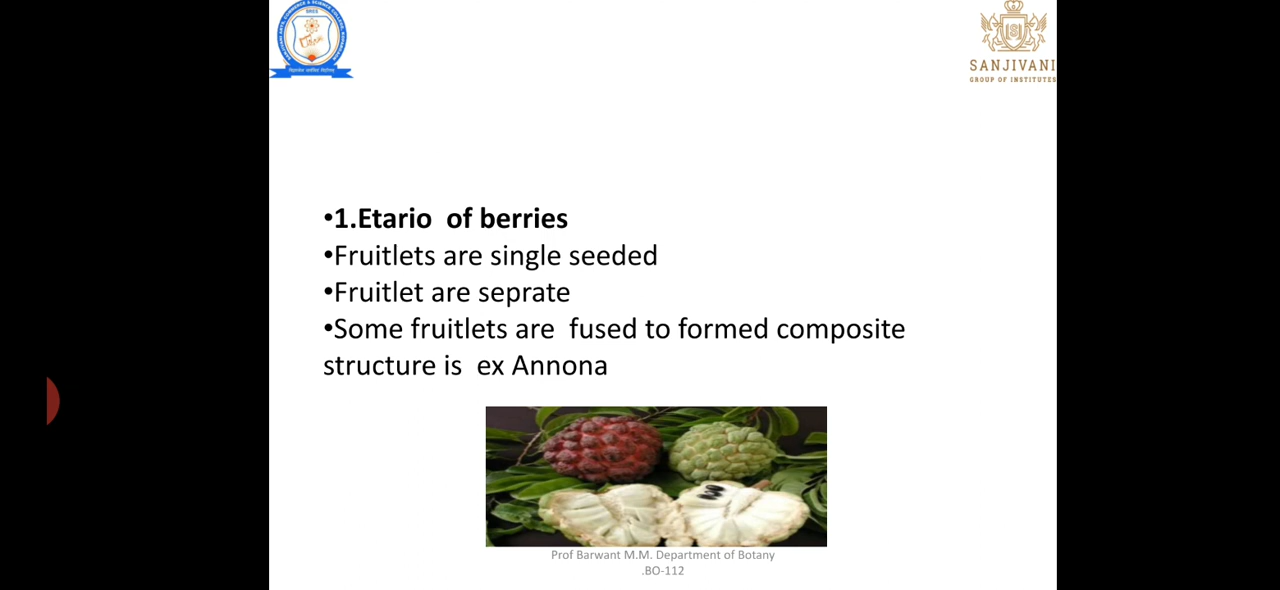 SANJIVANI
GROUP OF INSTITUTES
•1.Etario of berries
•Fruitlets are single seeded
•Fruitlet are seprate
•Some fruitlets are fused to formed composite
structure is ex Annona
Prof Barwant M.M. Department of Botany
.BO-112